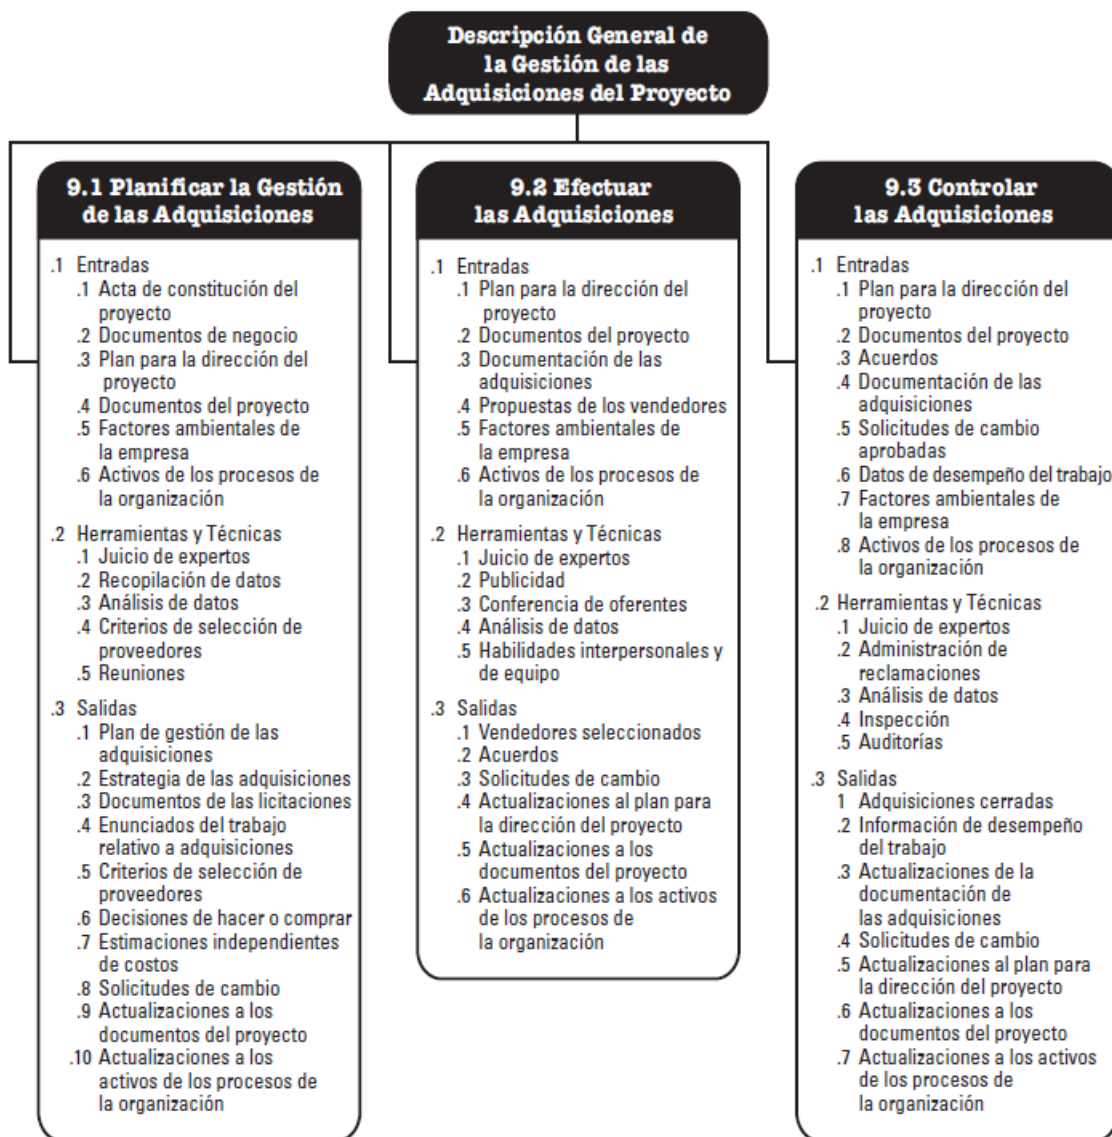 Descripción General de
la Gestión de las
Adquisiciones del Proyecto
9.1 Planificar la Gestión
de las Adquisiciones
.1 Entradas
.1 Acta de constitución del
proyecto
.2 Documentos de negocio
.3 Plan para la dirección del
proyecto
.4 Documentos del proyecto
.5 Factores ambientales de
la empresa
.6 Activos de los procesos de
la organización
.2 Herramientas y Técnicas
.1 Juicio de expertos
.2 Recopilación de datos
.3 Análisis de datos
.4 Criterios de selección de
proveedores
.5 Reuniones
.3 Salidas
.1 Plan de gestión de las
adquisiciones
.2 Estrategia de las adquisiciones
.3 Documentos de las licitaciones
.4 Enunciados del trabajo
relativo a adquisiciones
.5 Criterios de selección de
proveedores
.6 Decisiones de hacer o comprar
.7 Estimaciones independientes
de costos
.8 Solicitudes de cambio
.9 Actualizaciones a los
documentos del proyecto
.10 Actualizaciones a los
activos de los procesos de
la organización
9.2 Efectuar
las Adquisiciones
.1 Entradas
.1 Plan para la dirección del
proyecto
.2 Documentos del proyecto
.3 Documentación de las
adquisiciones
.4 Propuestas de los vendedores
.5 Factores ambientales de
la empresa
.6 Activos de los procesos de
la organización
.2 Herramientas y Técnicas
.1 Juicio de expertos
.2 Publicidad
.3 Conferencia de oferentes
.4 Análisis de datos
.5 Habilidades interpersonales y
de equipo
.3 Salidas
.1 Vendedores seleccionados
.2 Acuerdos
.3 Solicitudes de cambio
.4 Actualizaciones al plan para
la dirección del proyecto
.5 Actualizaciones a los
documentos del proyecto
.6 Actualizaciones a los activos
de los procesos de
la organización
9.3 Controlar
las Adquisiciones
.1 Entradas
.1 Plan para la dirección del
proyecto
.2 Documentos del proyecto
.3 Acuerdos
.4 Documentación de las
adquisiciones
.5 Solicitudes de cambio
aprobadas
.6 Datos de desempeño del trabajo
.7 Factores ambientales de
la empresa
.8 Activos de los procesos de
la organización
.2 Herramientas y Técnicas
.1 Juicio de expertos
.2 Administración de
reclamaciones
.3 Análisis de datos
.4 Inspección
.5 Auditorías
.3 Salidas
1 Adquisiciones cerradas
.2 Información de desempeño
del trabajo
.3 Actualizaciones de la
documentación de
las adquisiciones
.4 Solicitudes de cambio
.5 Actualizaciones al plan para
la dirección del proyecto
.6 Actualizaciones a los
documentos del proyecto
.7 Actualizaciones a los activos
de los procesos de
la organización